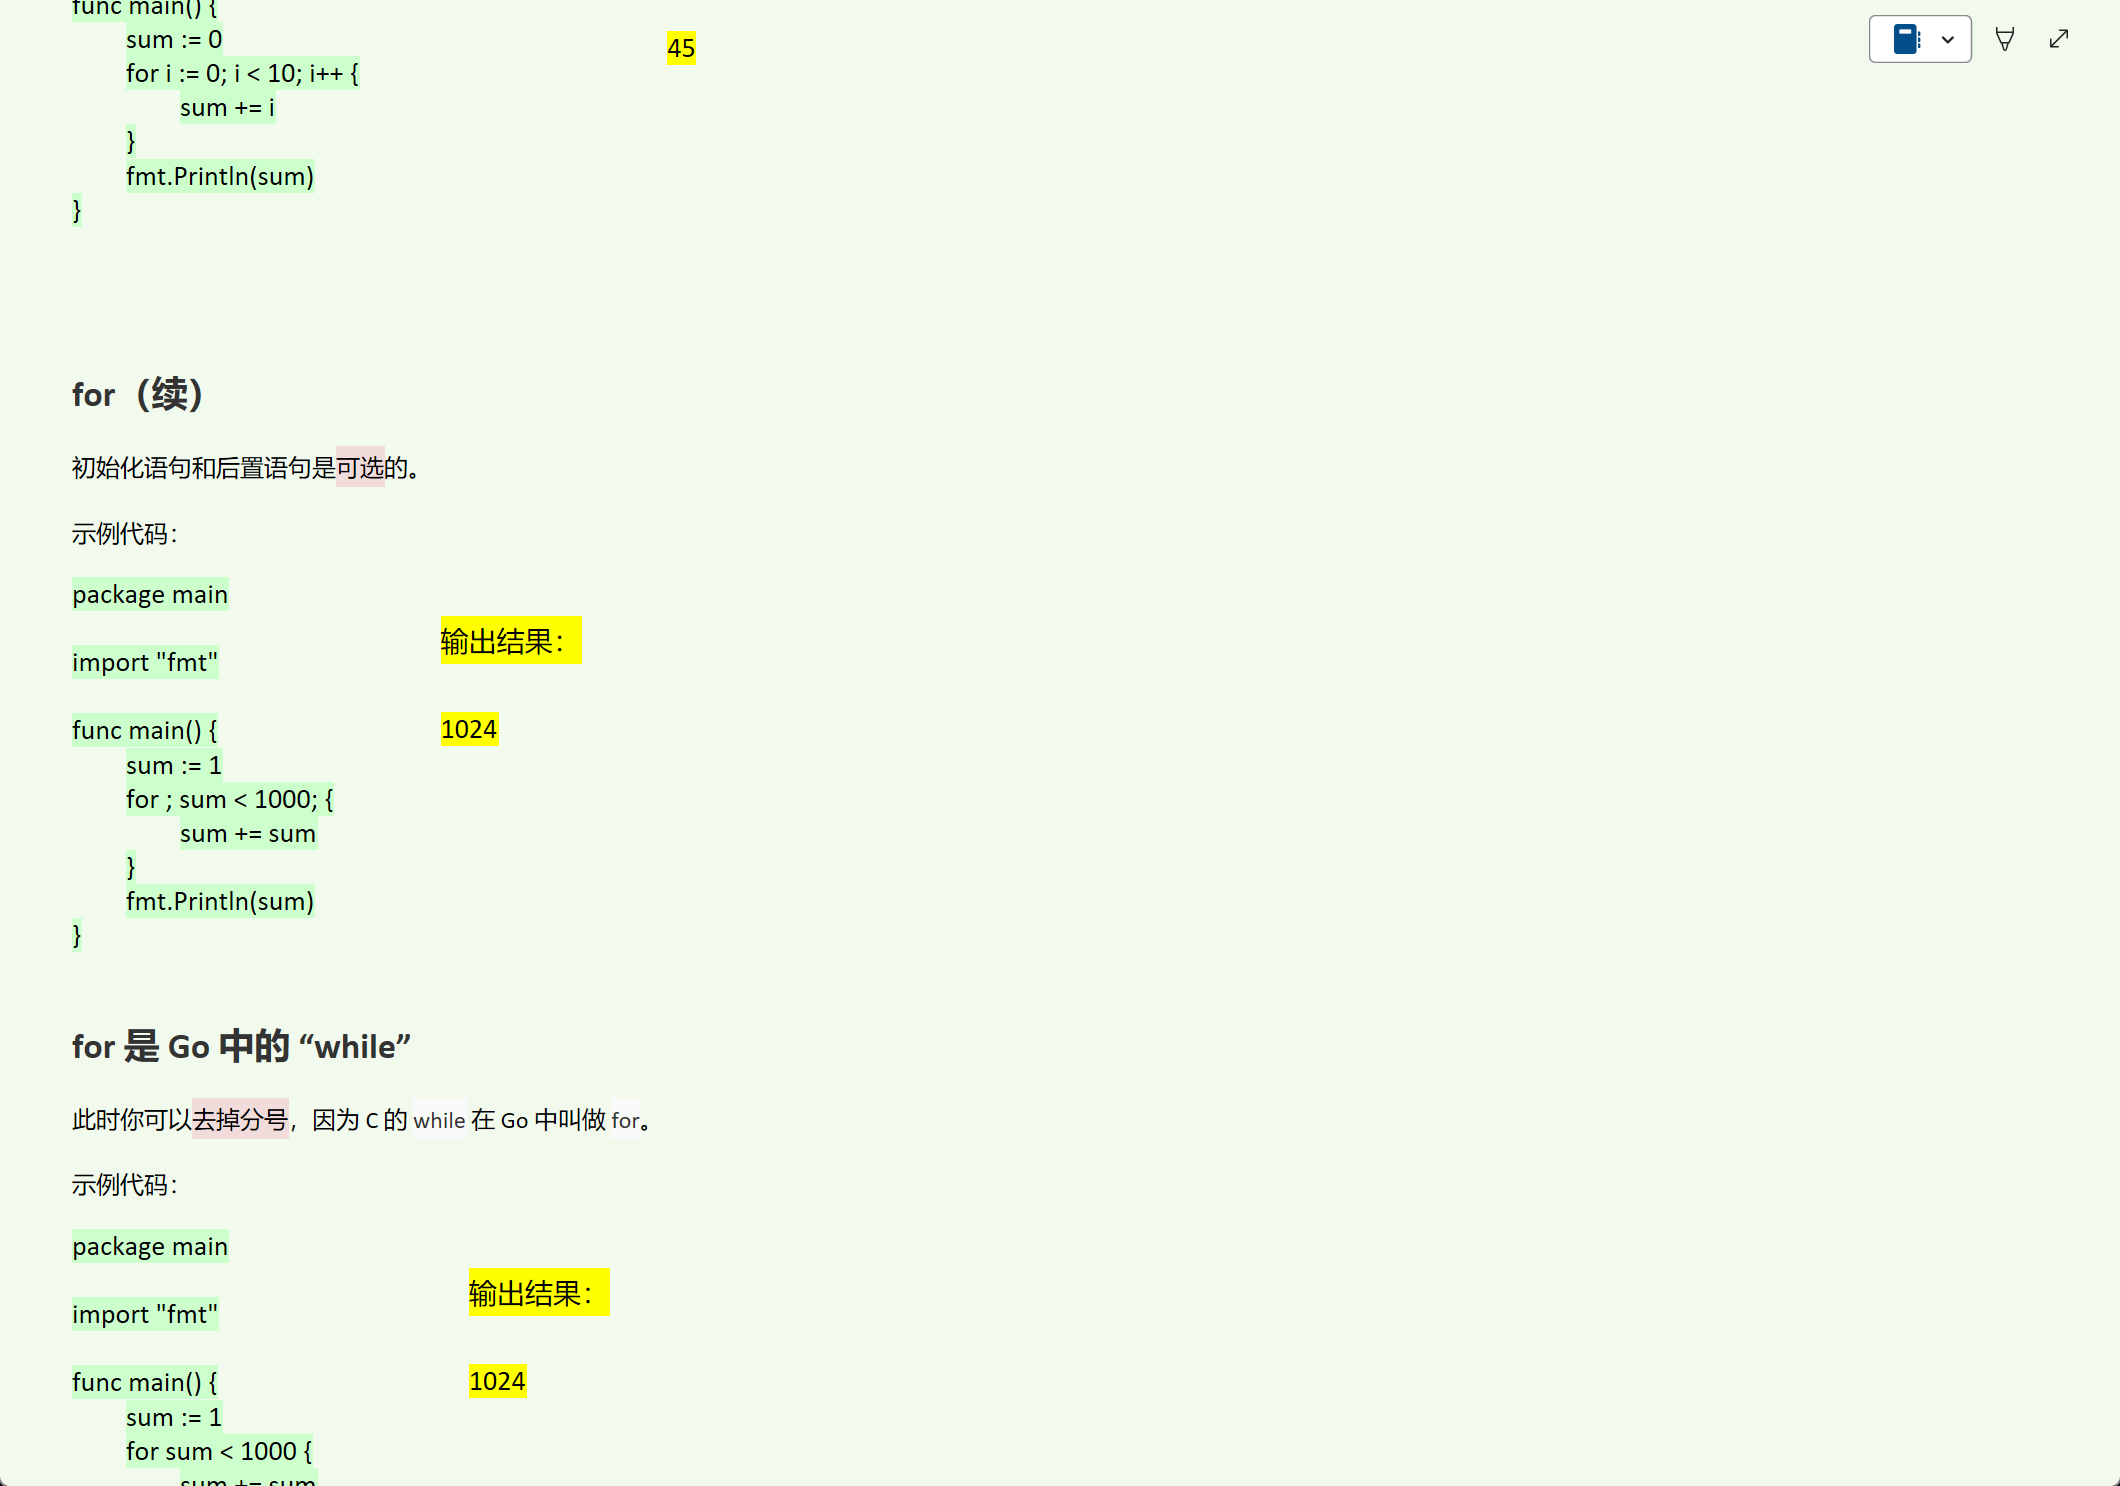 func main() {
sum := 0
45
for i := 0; i < 10; i++ {
sum += i
}
fmt.Println(sum)
}
for（续）
初始化语句和后置语句是可选的。
示例代码：
package main
输出结果：
import "fmt"
func main() {
1024
sum := 1
for ; sum < 1000; {
sum += sum
}
fmt.Println(sum)
}
for 是 Go 中的 “while”
此时你可以去掉分号，因为 C 的 while 在 Go 中叫做 for。
示例代码：
package main
输出结果：
import "fmt"
func main() {
1024
sum := 1
for sum < 1000 {
sum += sum